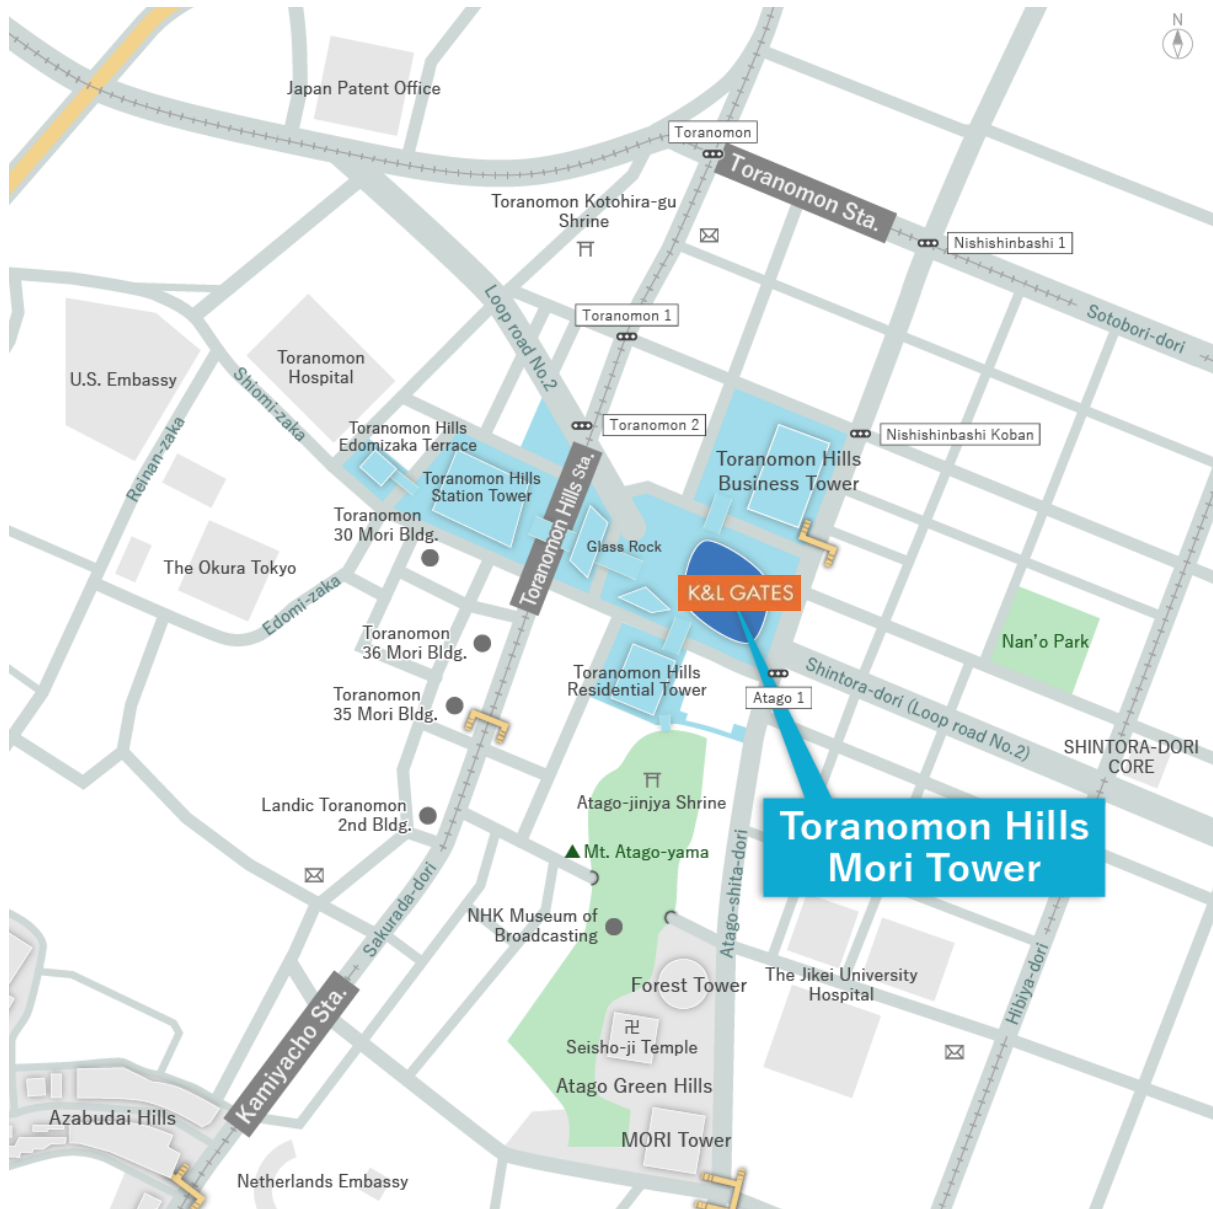 N
Japan Patent Office
Toranomon
Toranomon Sta.
Toranomon Kotohira-gu
Shrine
Nishishinbashi 1
Sotobori-dori
Loop road No.2
Toranomon 1
Toranomon
Hospital
U.S. Embassy
Shiomi-zaka
Reinan-zaka
Toranomon 2
Toranomon Hills
Edomizaka Terrace
Nishishinbashi Koban
Toranomon Hills
Business Tower
Toranomon Hills
Station Tower
Toranomon Hills Sta.
Toranomon
30 Mori Bldg.
Glass Rock
The Okura Tokyo
Edomi-zaka
K&L GATES
Toranomon
36 Mori Bldg.
Nan'o Park
Toranomon Hills
Residential Tower
Toranomon
35 Mori Bldg.
Atago 1
Shintora-dori (Loop road No.2)
SHINTORA-DORI
CORE
Atago-jinjya Shrine
Landic Toranomon
2nd Bldg.
Toranomon Hills
Mori Tower
Mt. Atago-yama
Sakurada-dori
Atago-shita-dori
NHK Museum of
Broadcasting
Hibiya-dori
The Jikei University
Hospital
Forest Tower
Kamiyacho Sta.
卍
Seisho-ji Temple
Atago Green Hills
Azabudai Hills
MORI Tower
Netherlands Embassy